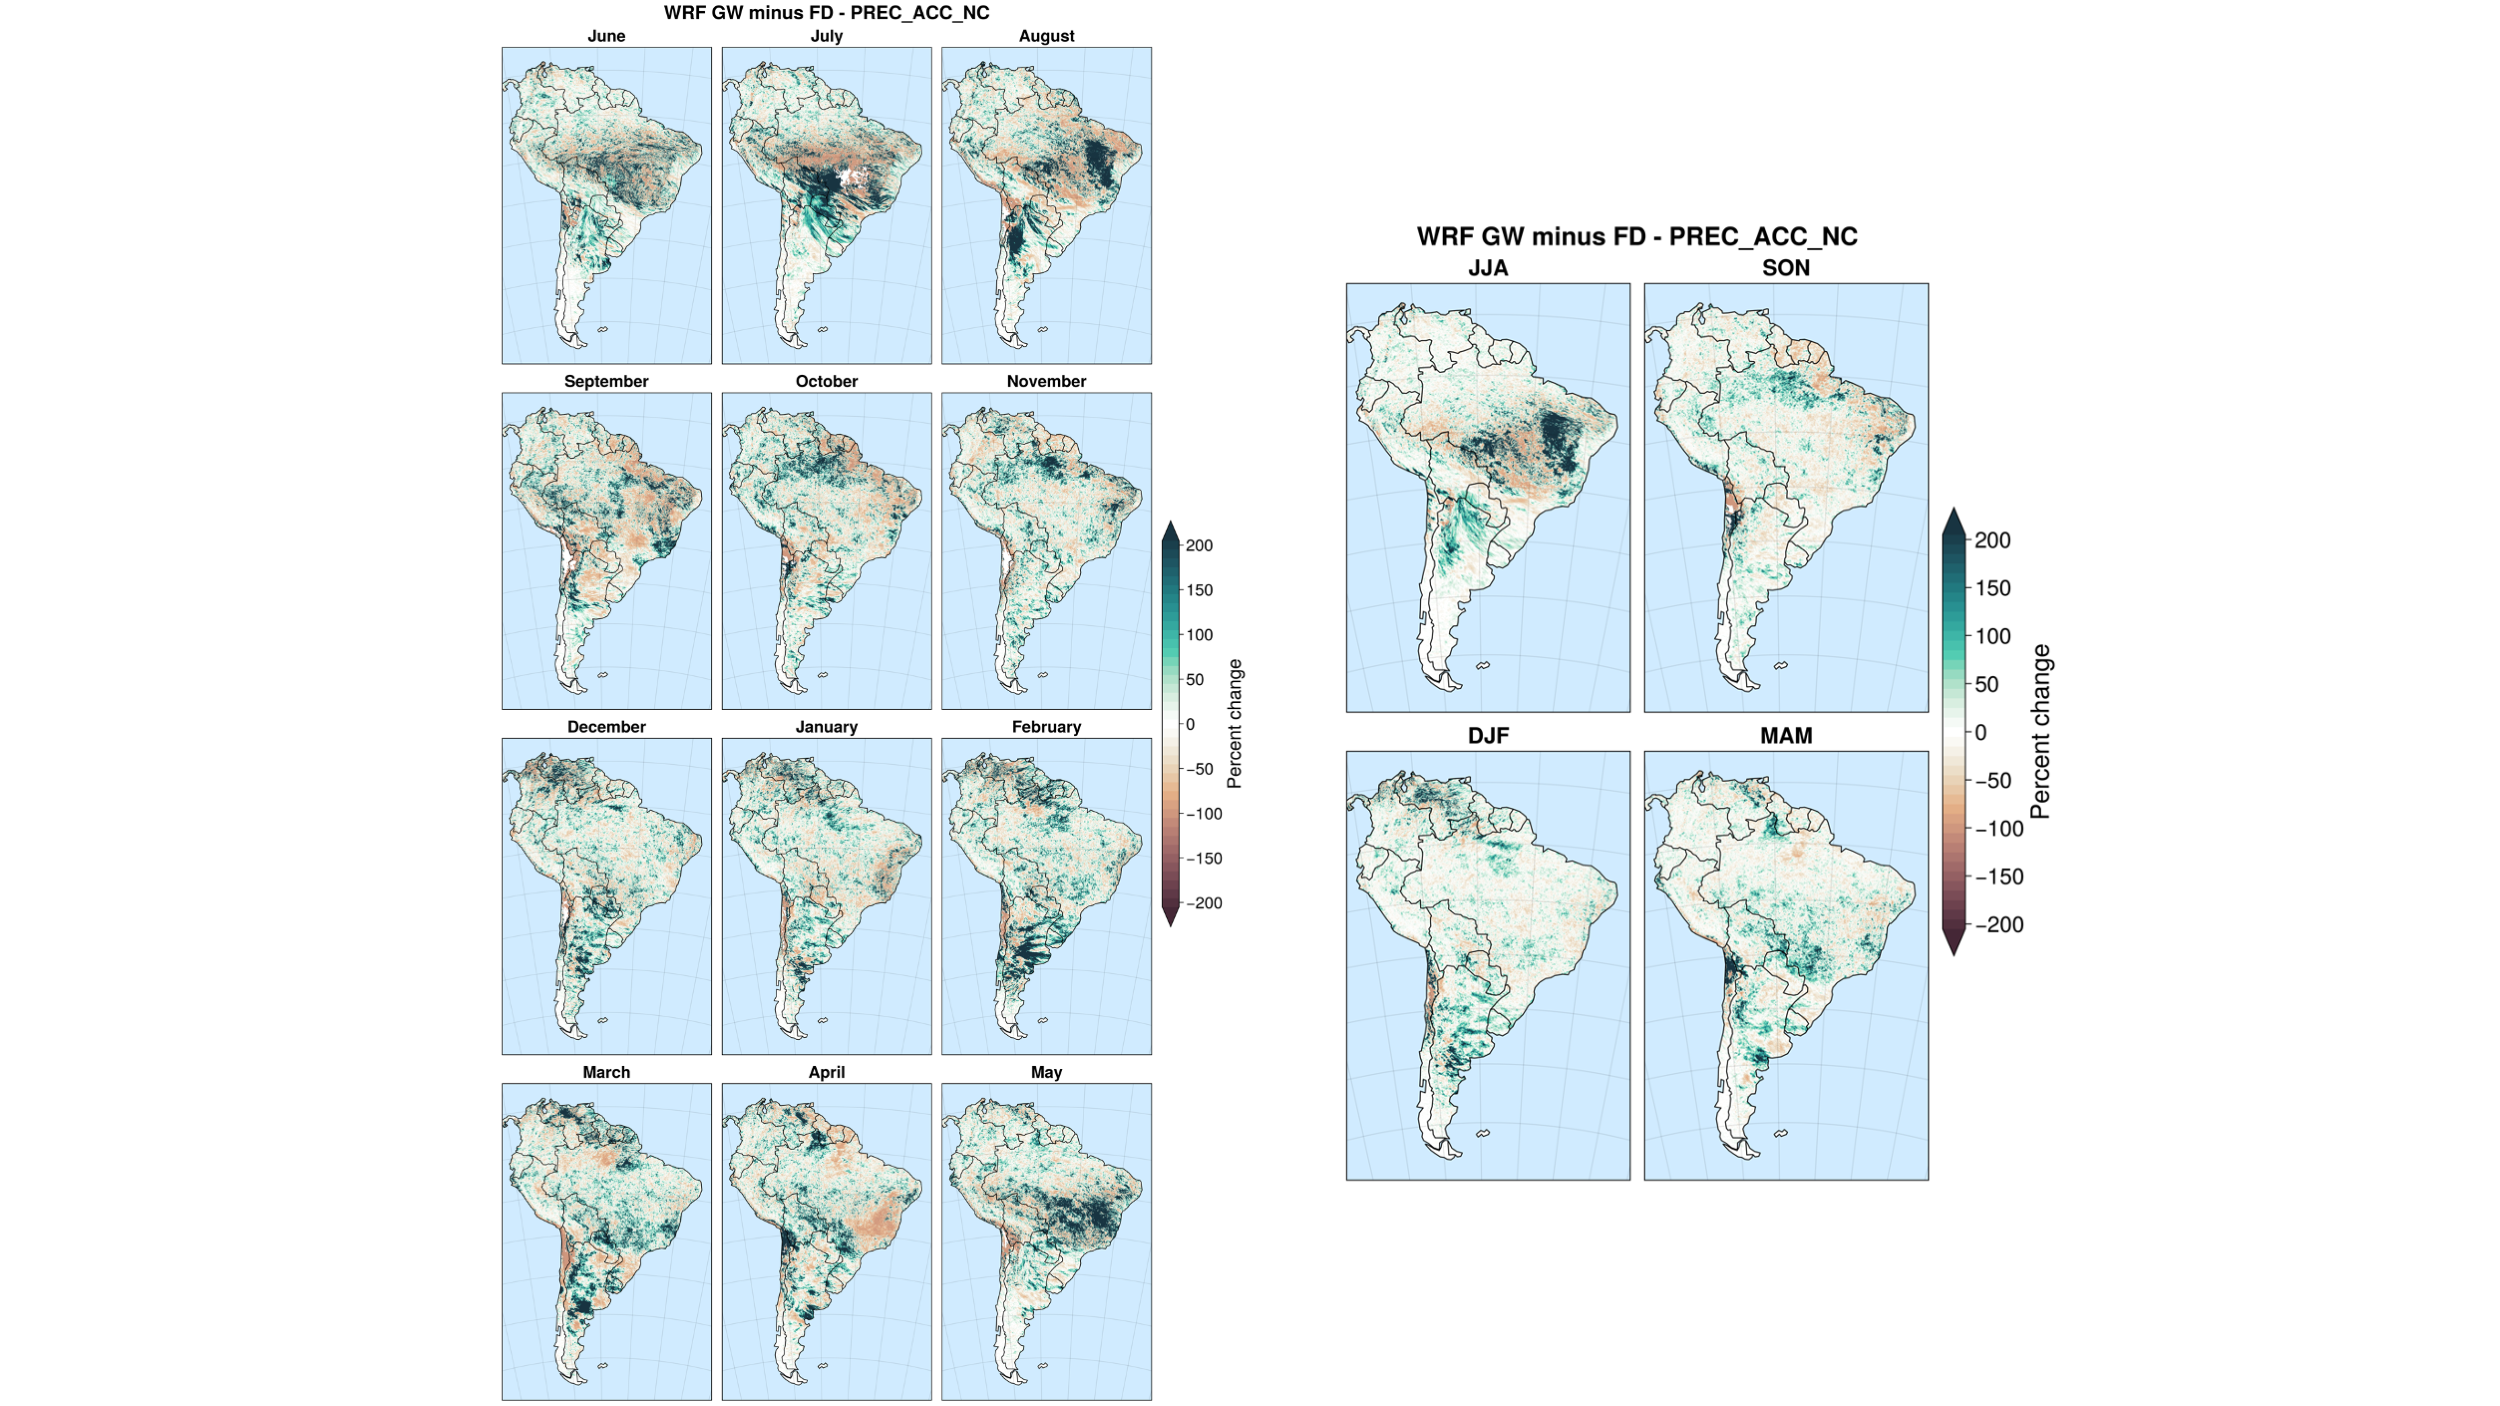 WRF GW minus FD - PREC_ACC_NC
June July August
September October November
December January February
March April May
200
150
100
50
0
−50
−100
−150
−200
Percent change
WRF GW minus FD - PREC_ACC_NC
JJA SON
DJF MAM
200
150
100
50
0
−50
−100
−150
−200
Percent change